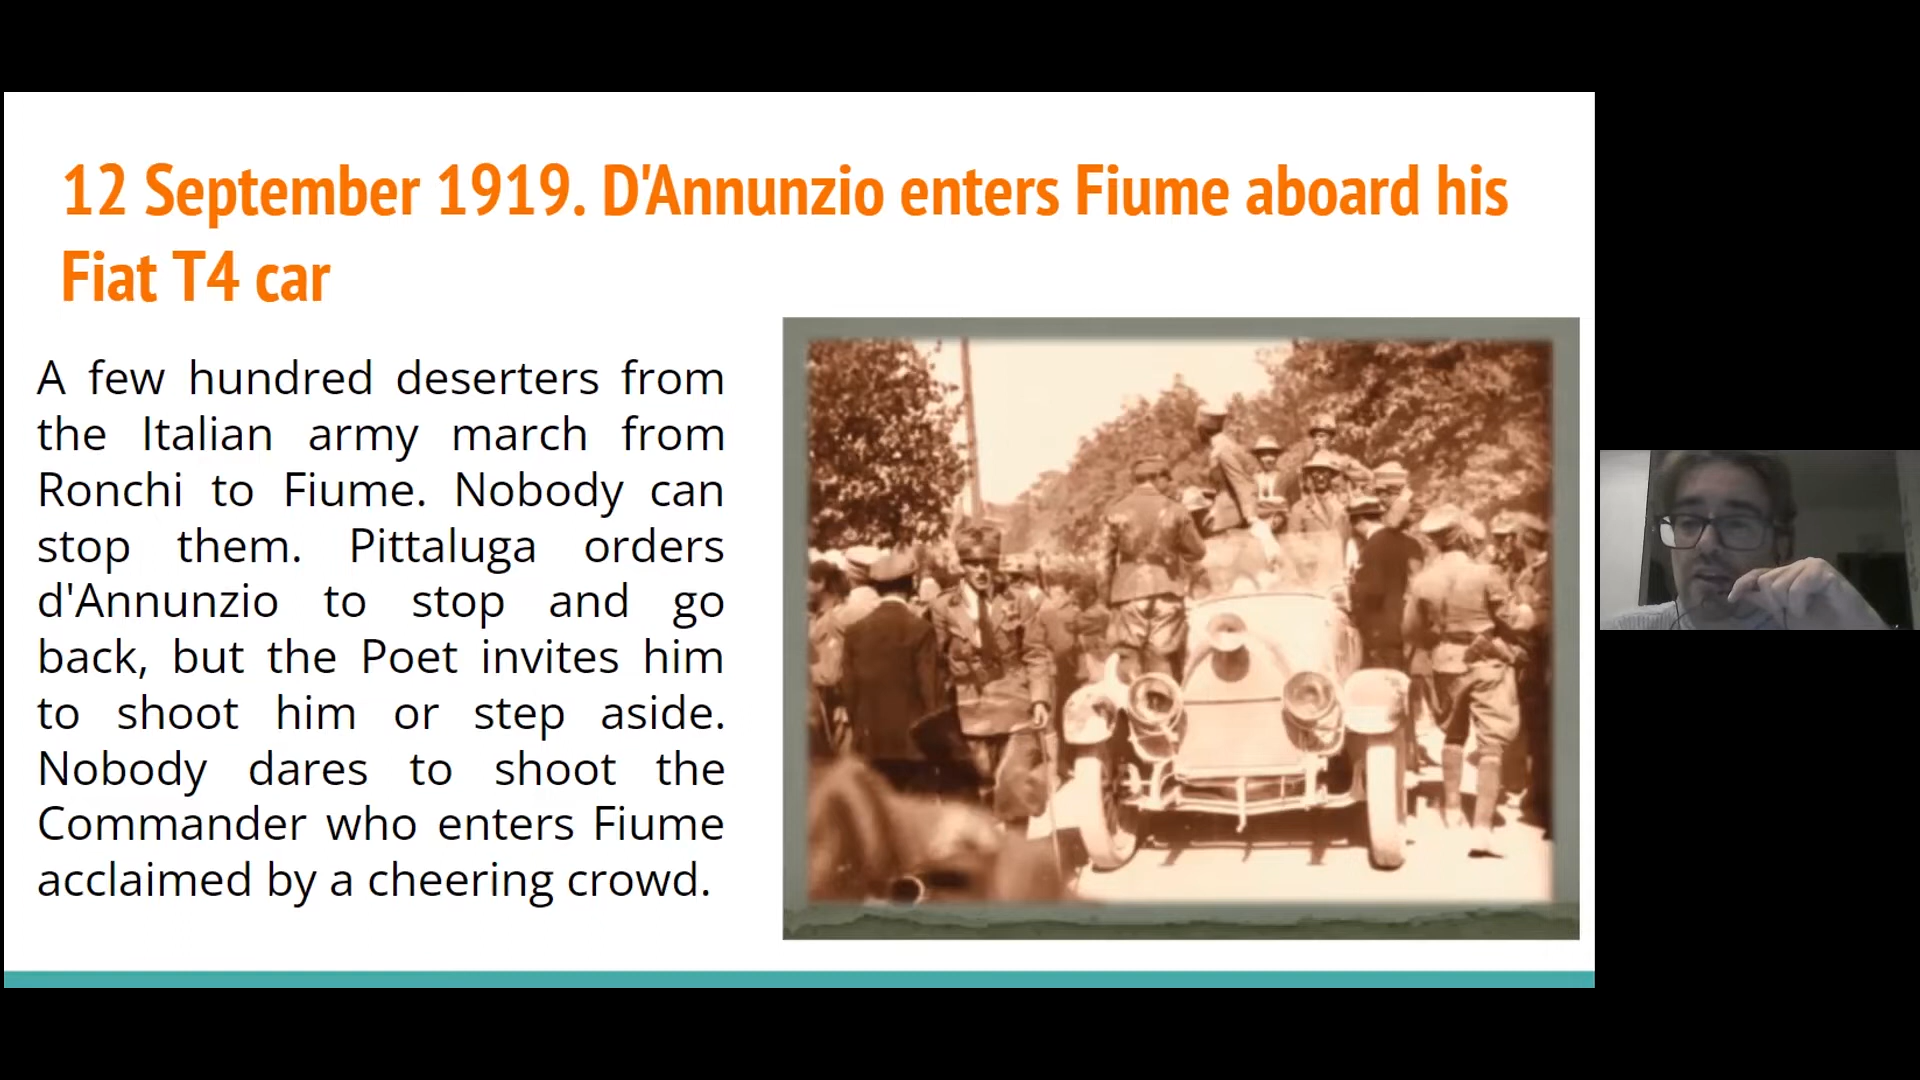 12 September 1919. D'Annunzio enters Fiume aboard his
Fiat T4 car
A few hundred deserters from
the Italian army march from
Ronchi to Fiume. Nobody can
stop them. Pittaluga orders
d'Annunzio to stop and go
back, but the Poet invites him
to shoot him or step aside.
Nobody dares to shoot the
Commander who enters Fiume
acclaimed by a cheering crowd.